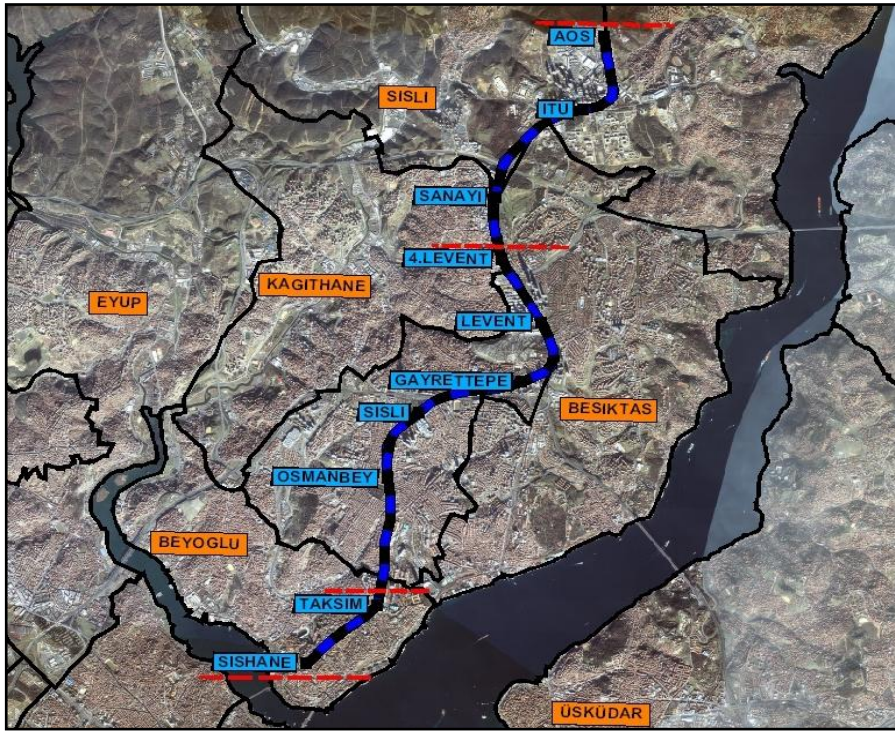 AOS
SISLI
ITÜ
SANAYI
4.LEVENT
KAGITHANE
EYUP
LEVENT
GAYRETTEPE
SISLI
BESIKTAS
OSMANBEY
BEYOGLU
TAKSIM
SISHANE
ÜSKÜDAR